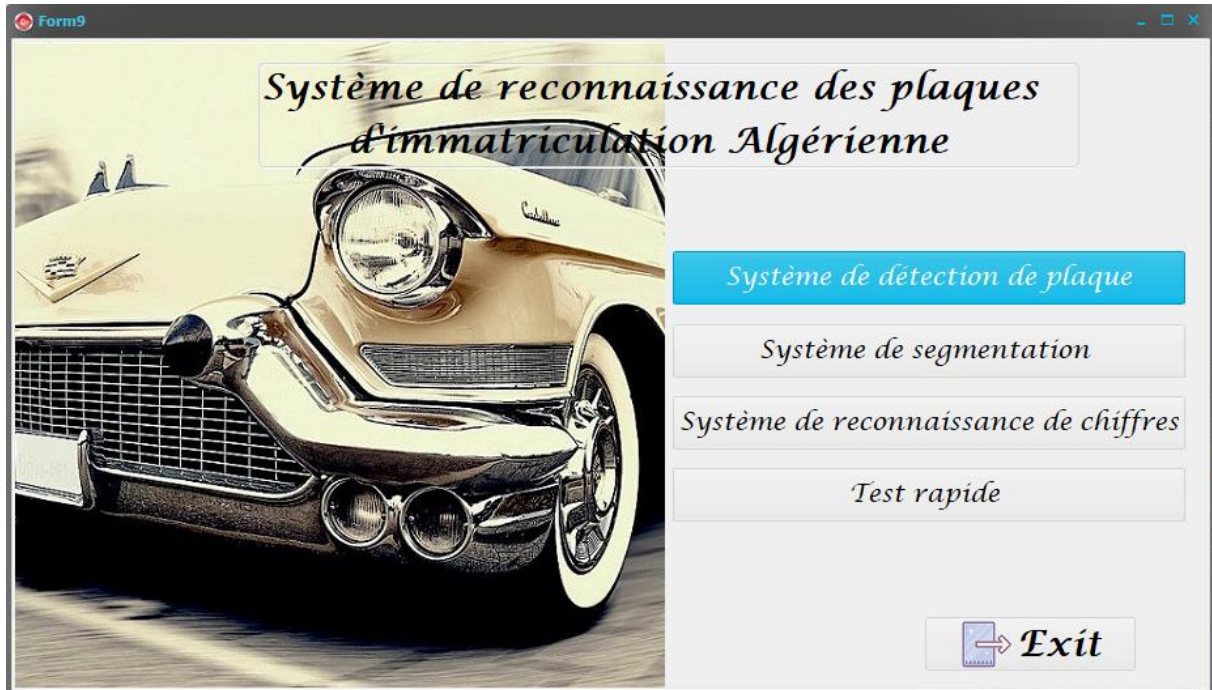 Form9
Système de reconnaissance des plaques
d'immatriculation Algérienne
Cadillac
Système de détection de plaque
Système de segmentation
Système de reconnaissance de chiffres
Test rapide
Exit